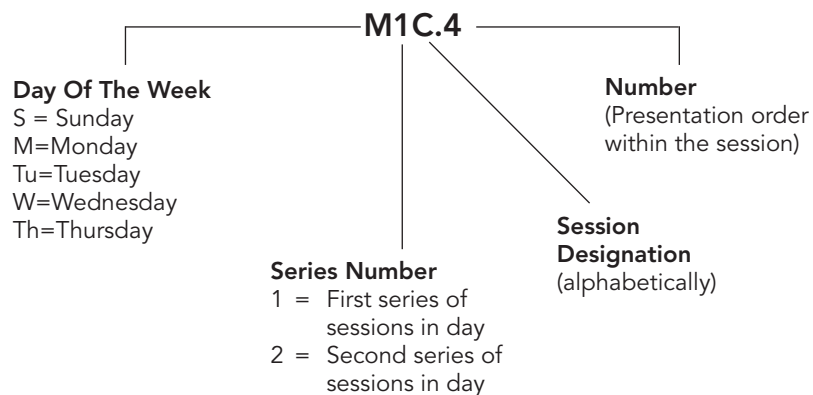 M1C.4
Day Of The Week
S = Sunday
M=Monday
Tu=Tuesday
W=Wednesday
Th=Thursday
Series Number
1 = First series of
sessions in day
2 = Second series of
sessions in day
Session
Designation
(alphabetically)
Number
(Presentation order
within the session)